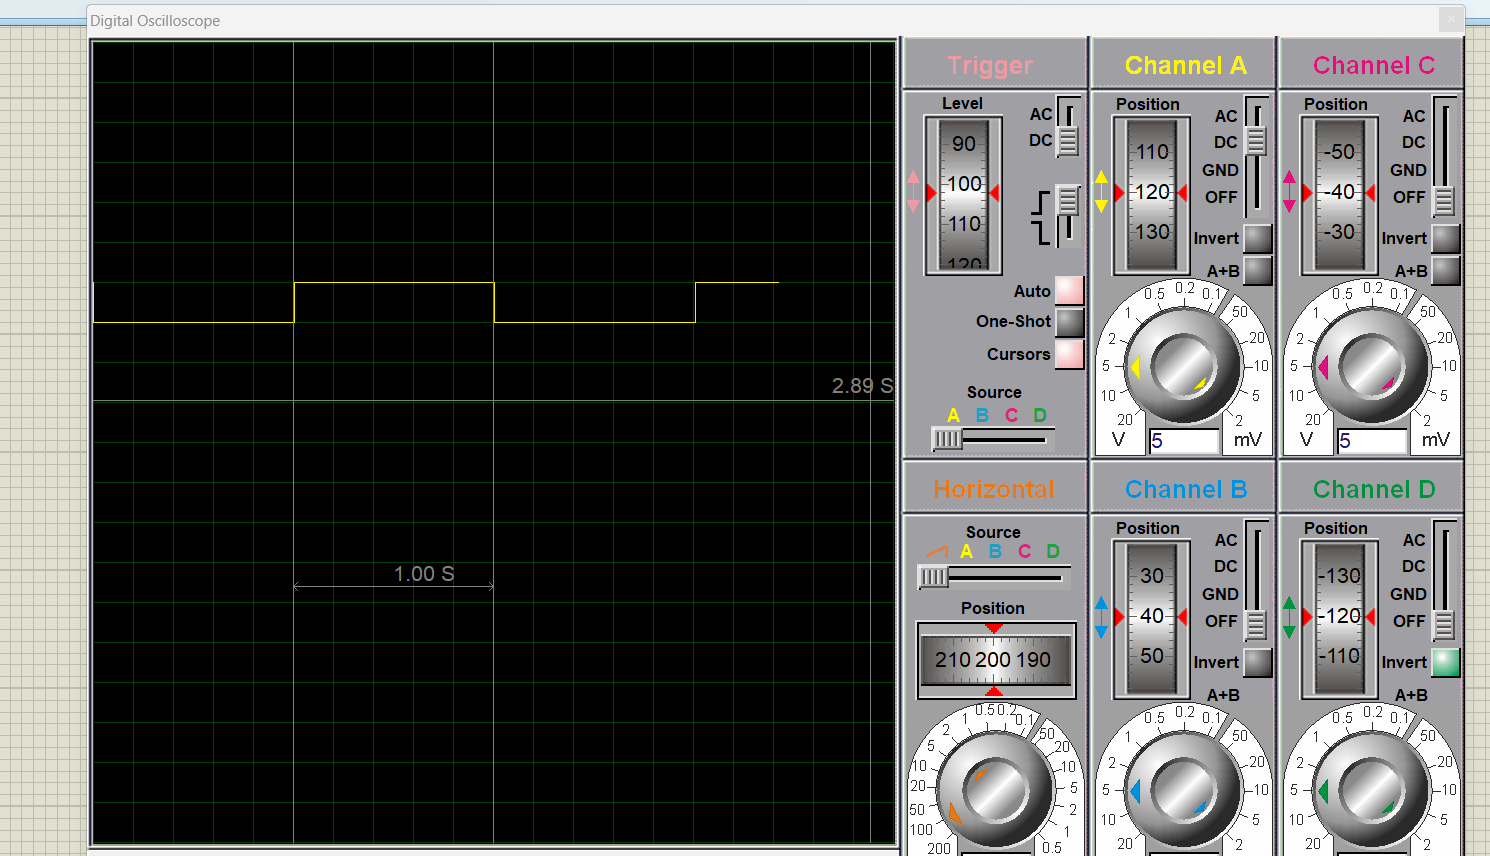 Digital Oscilloscope
2.89 S
1.00 S
Trigger
Level
90
100
110
120
AC
DC
Auto
One-Shot
Cursors
Source
A B C D
Channel A
Position
110
120
130
AC
DC
GND
OFF
Invert
A+B
20
10
5
2
1
0.5
0.2
0.1
50
20
10
5
2
V
5
mV
Channel C
Position
-50
-40
-30
AC
DC
GND
OFF
Invert
A+B
20
10
5
2
1
0.5
0.2
0.1
50
20
10
5
2
V
5
mV
Horizontal
Source
A B C D
Position
210 200 190
200
100
50
20
10
5
2
1
0.5
0.2
0.1
50
20
10
5
2
1
0.5
Channel B
Position
30
40
50
AC
DC
GND
OFF
Invert
A+B
20
10
5
2
1
0.5
0.2
0.1
50
20
10
5
2
Channel D
Position
-130
-120
-110
AC
DC
GND
OFF
Invert
A+B
20
10
5
2
1
0.5
0.2
0.1
50
20
10
5
2